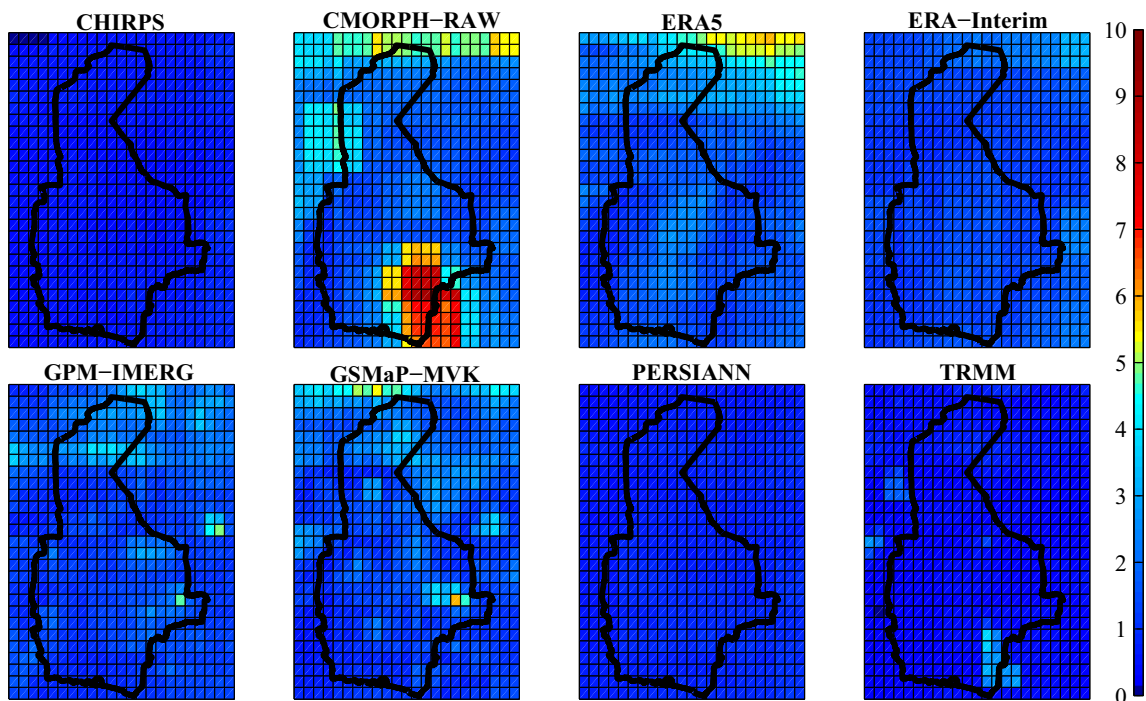 CHIRPS
CMORPH−RAW
ERA5
ERA−Interim
GPM−IMERG
GSMaP−MVK
PERSIANN
TRMM
10
9
8
7
6
5
4
3
2
1
0